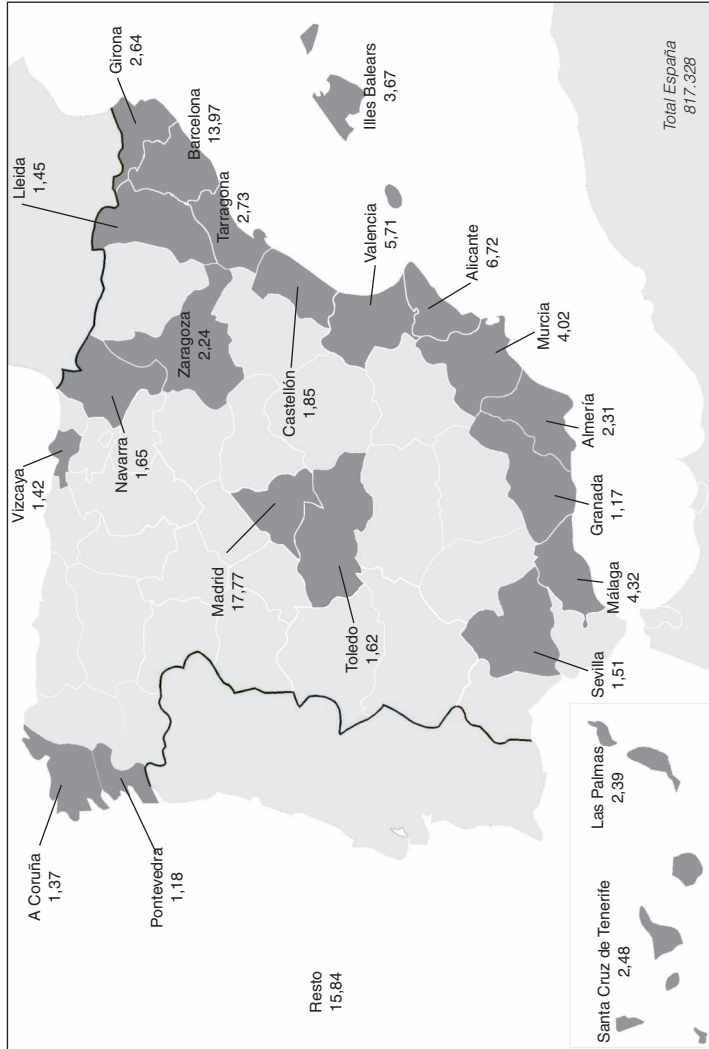 A Coruña
1,37
Pontevedra
1,18
Vizcaya
1,42
Navarra
1,65
Lleida
1,45
Girona
2,64
Barcelona
13,97
Tarragona
2,73
Zaragoza
2,24
Castellón
1,85
Illes Balears
3,67
Madrid
17,77
Toledo
1,62
Valencia
5,71
Alicante
6,72
Murcia
4,02
Almería
2,31
Granada
1,17
Málaga
4,32
Sevilla
1,51
Resto
15,84
Santa Cruz de Tenerife
2,48
Las Palmas
2,39
Total España
817.328